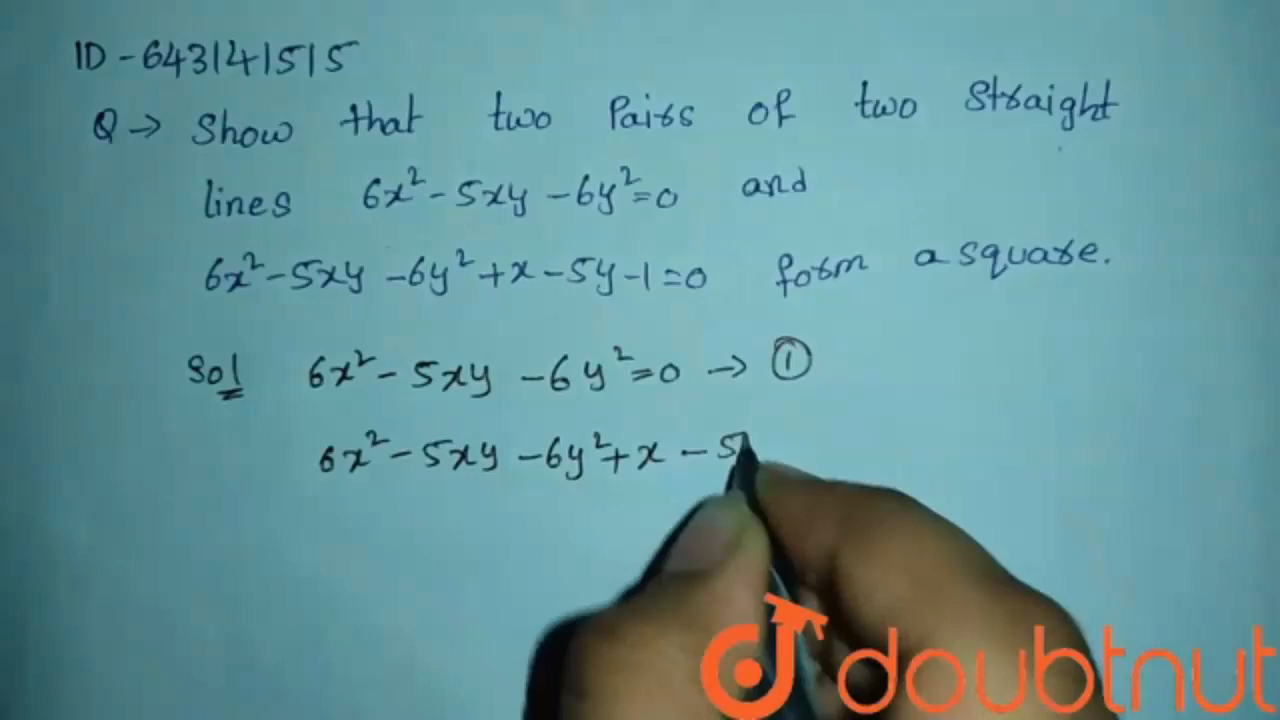 ID - 643141515
Q → Show that two Pairs of two Straight
lines 6x² - 5xy - 6y² = 0 and
6x² - 5xy - 6y² + x - 5y - 1 = 0 form a square.
Sol 6x² - 5xy - 6y² = 0 → ①
6x² - 5xy - 6y² + x - 5
doubtnut